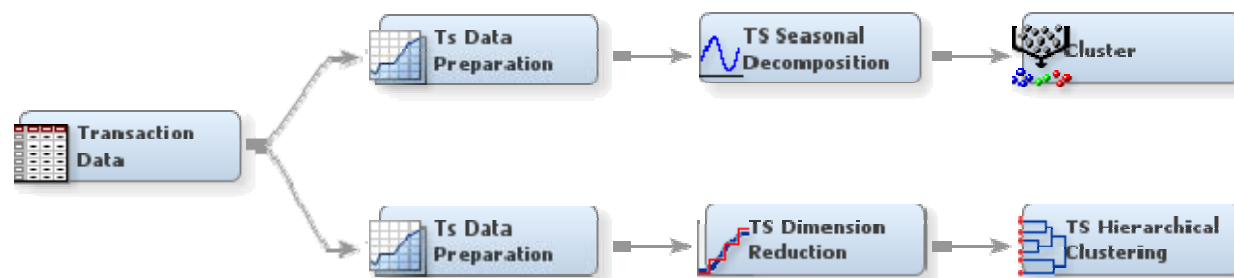 Ts Data
Preparation
TS Seasonal
Decomposition
Cluster
Transaction
Data
Ts Data
Preparation
TS Dimension
Reduction
TS Hierarchical
Clustering